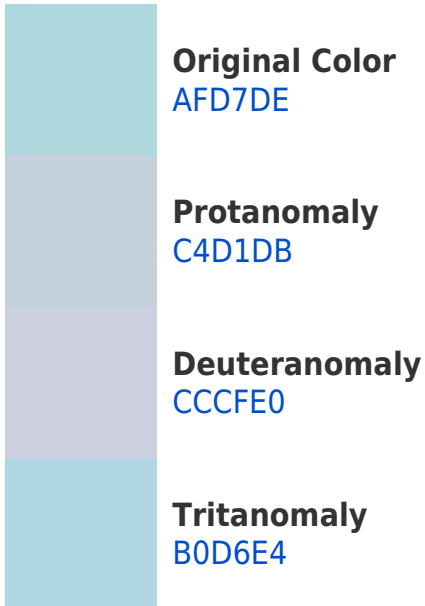 Original Color
AFD7DE
Protanomaly
C4D1DB
Deuteranomaly
CCCFE0
Tritanomaly
B0D6E4